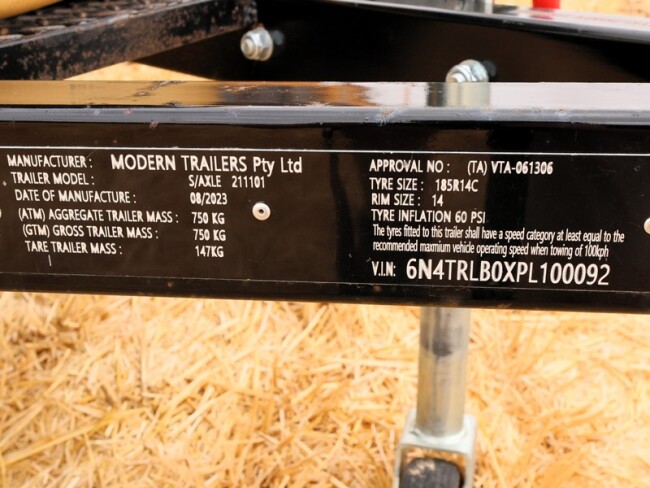 MANUFACTURER : MODERN TRAILERS Pty Ltd
TRAILER MODEL : S/AXLE 211101
DATE OF MANUFACTURE : 08/2023
(ATM) AGGREGATE TRAILER MASS : 750 KG
(GTM) GROSS TRAILER MASS : 750 KG
TARE TRAILER MASS : 147KG
APPROVAL NO : (TA) VTA-061306
TYRE SIZE : 185R14C
RIM SIZE : 14
TYRE INFLATION 60 PSI
The tyres fitted to this trailer shall have a speed category at least equal to the
recommended maxmium vehicle operating speed when towing of 100kph
V.I.N: 6N4TRLB0XPL100092